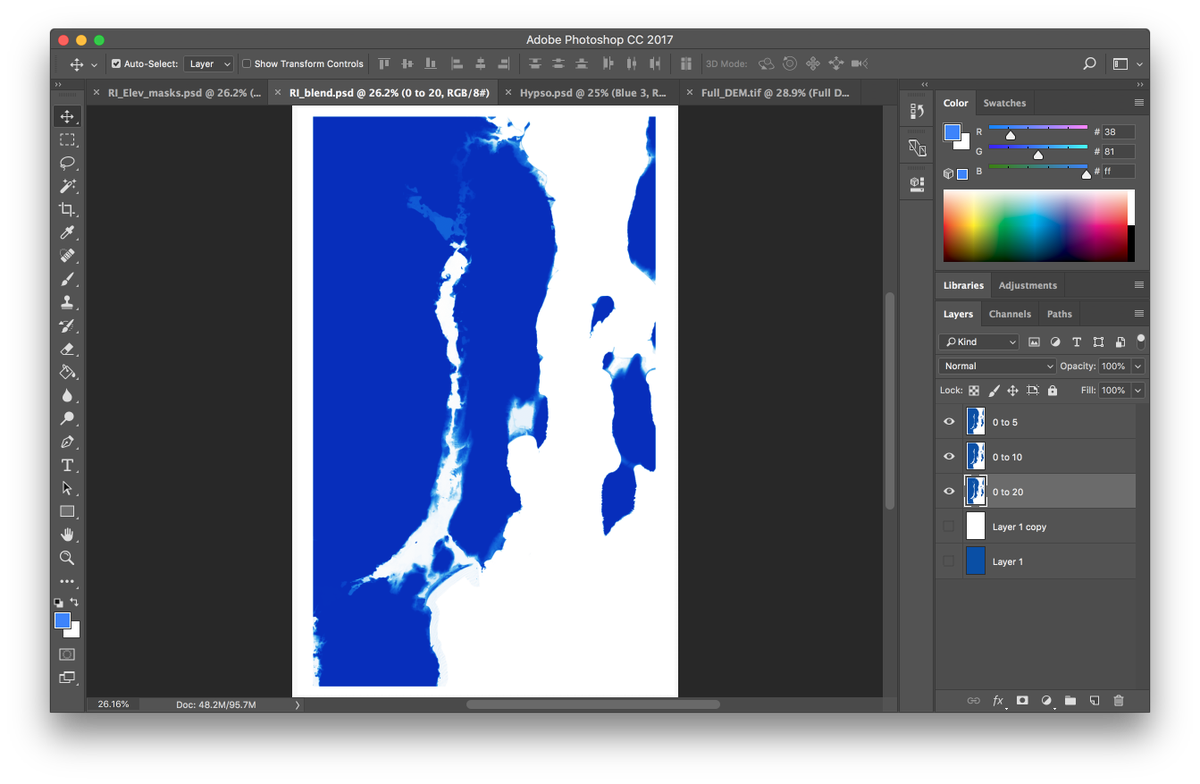 Adobe Photoshop CC 2017
Auto-Select: Layer Show Transform Controls 3D Mode:
RI_Elev_masks.psd @ 26.2% (... RI_blend.psd @ 26.2% (0 to 20, RGB/8#) Hypso.psd @ 25% (Blue 3, R... Full_DEM.tif @ 28.9% (Full D...
Color Swatches
R # 38
G # 81
B # ff
Libraries Adjustments
Layers Channels Paths
Kind
Normal Opacity: 100%
Lock: Fill: 100%
0 to 5
0 to 10
0 to 20
Layer 1 copy
Layer 1
fx
26.16% Doc: 48.2M/95.7M